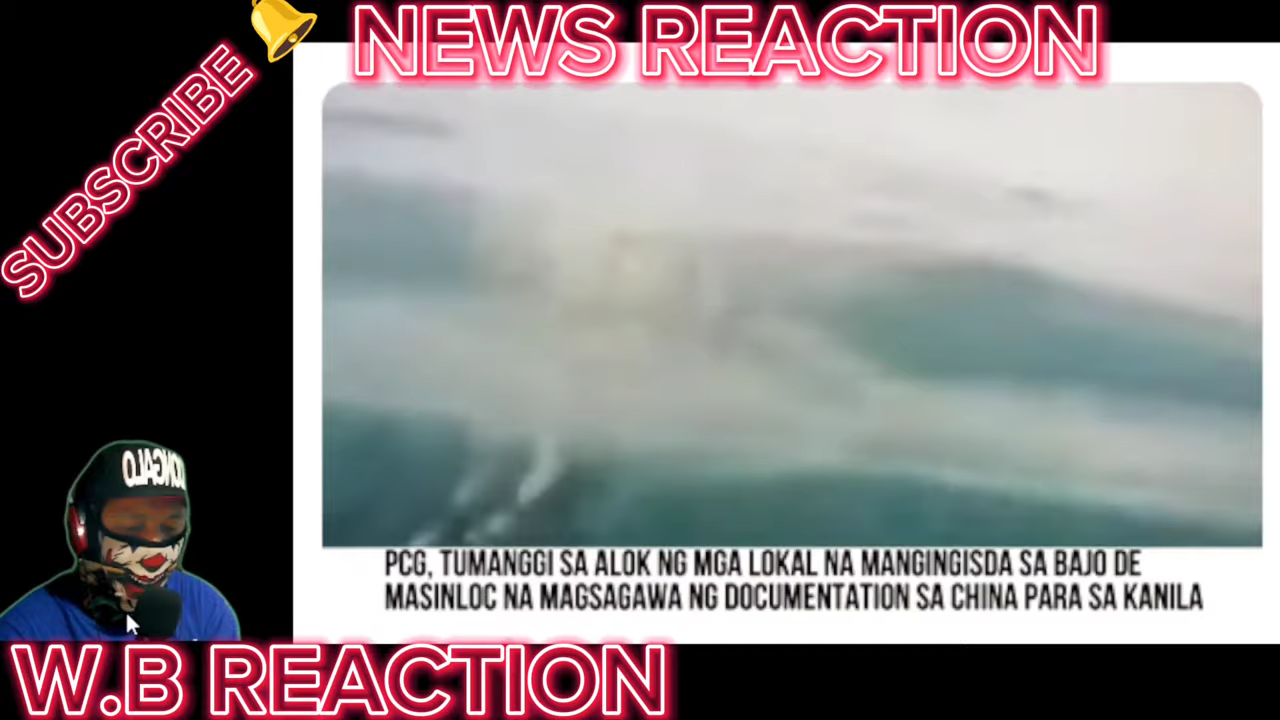 NEWS REACTION
SUBSCRIBE
PCG, TUMANGGI SA ALOK NG MGA LOKAL NA MANGINGISDA SA BAJO DE
MASINLOC NA MAGSAGAWA NG DOCUMENTATION SA CHINA PARA SA KANILA
W.B REACTION